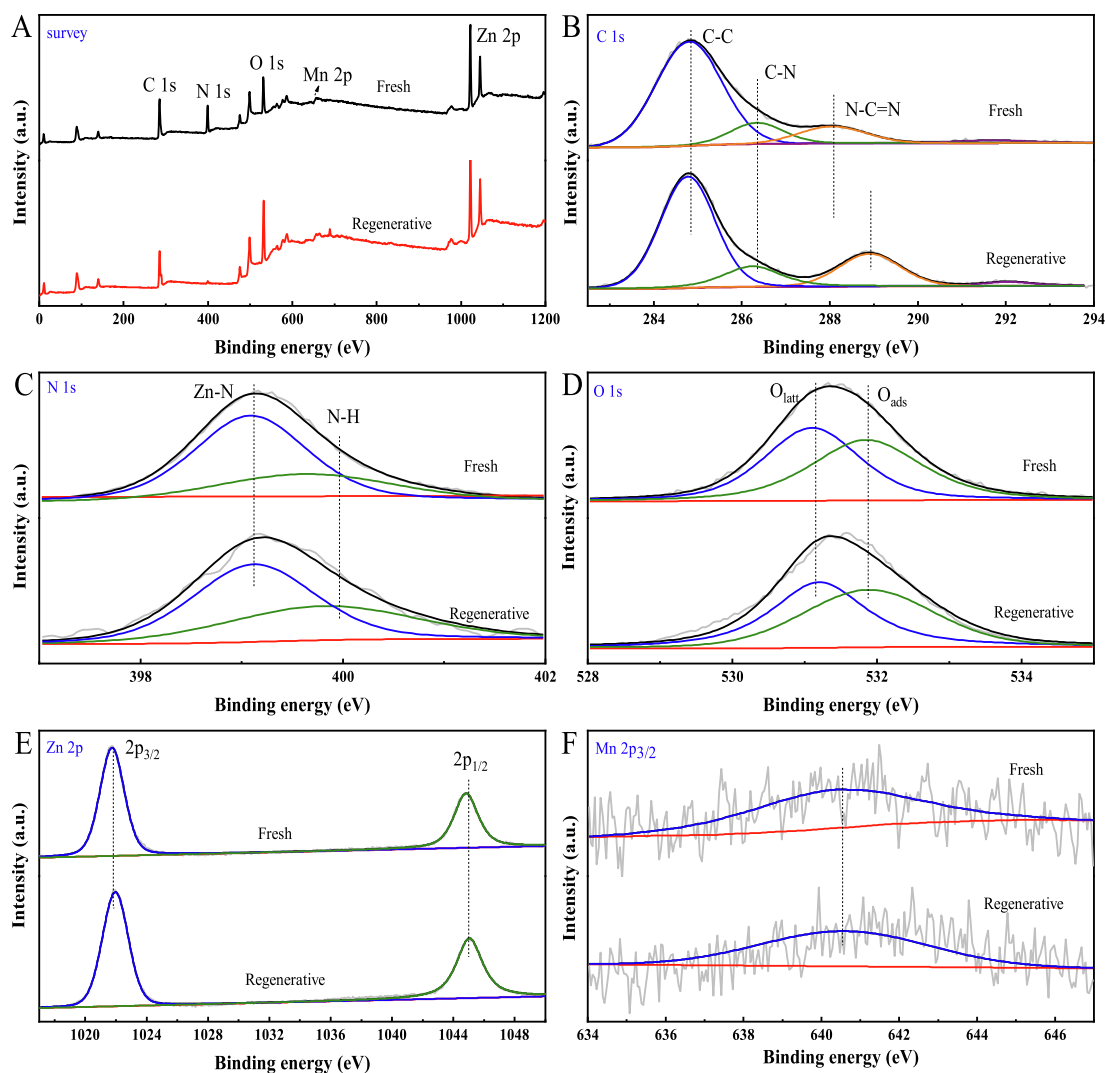 A
survey
C 1s
N 1s
O 1s
Mn 2p
Zn 2p
Fresh
Regenerative
Intensity (a.u.)
0 200 400 600 800 1000 1200
Binding energy (eV)
B
C 1s
C-C
C-N
N-C=N
Fresh
Regenerative
Intensity (a.u.)
284 286 288 290 292 294
Binding energy (eV)
C
N 1s
Zn-N
N-H
Fresh
Regenerative
Intensity (a.u.)
398 400 402
Binding energy (eV)
D
O 1s
Olatt
Oads
Fresh
Regenerative
Intensity (a.u.)
528 530 532 534
Binding energy (eV)
E
Zn 2p
2p3/2
2p1/2
Fresh
Regenerative
Intensity (a.u.)
1020 1024 1028 1032 1036 1040 1044 1048
Binding energy (eV)
F
Mn 2p3/2
Fresh
Regenerative
Intensity (a.u.)
634 636 638 640 642 644 646
Binding energy (eV)